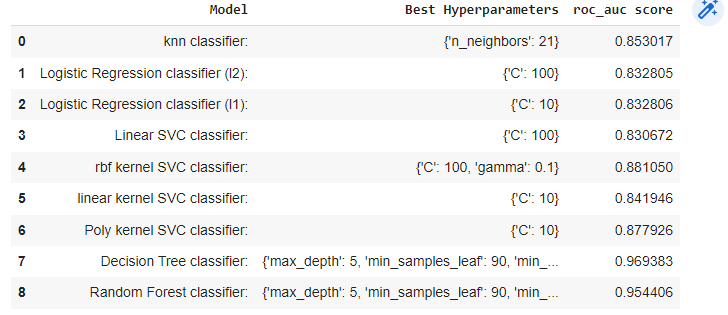 Model Best Hyperparameters roc_auc score
0 knn classifier: {'n_neighbors': 21} 0.853017
1 Logistic Regression classifier (l2): {'C': 100} 0.832805
2 Logistic Regression classifier (l1): {'C': 10} 0.832806
3 Linear SVC classifier: {'C': 100} 0.830672
4 rbf kernel SVC classifier: {'C': 100, 'gamma': 0.1} 0.881050
5 linear kernel SVC classifier: {'C': 10} 0.841946
6 Poly kernel SVC classifier: {'C': 10} 0.877926
7 Decision Tree classifier: {'max_depth': 5, 'min_samples_leaf': 90, 'min_... 0.969383
8 Random Forest classifier: {'max_depth': 5, 'min_samples_leaf': 90, 'min_... 0.954406